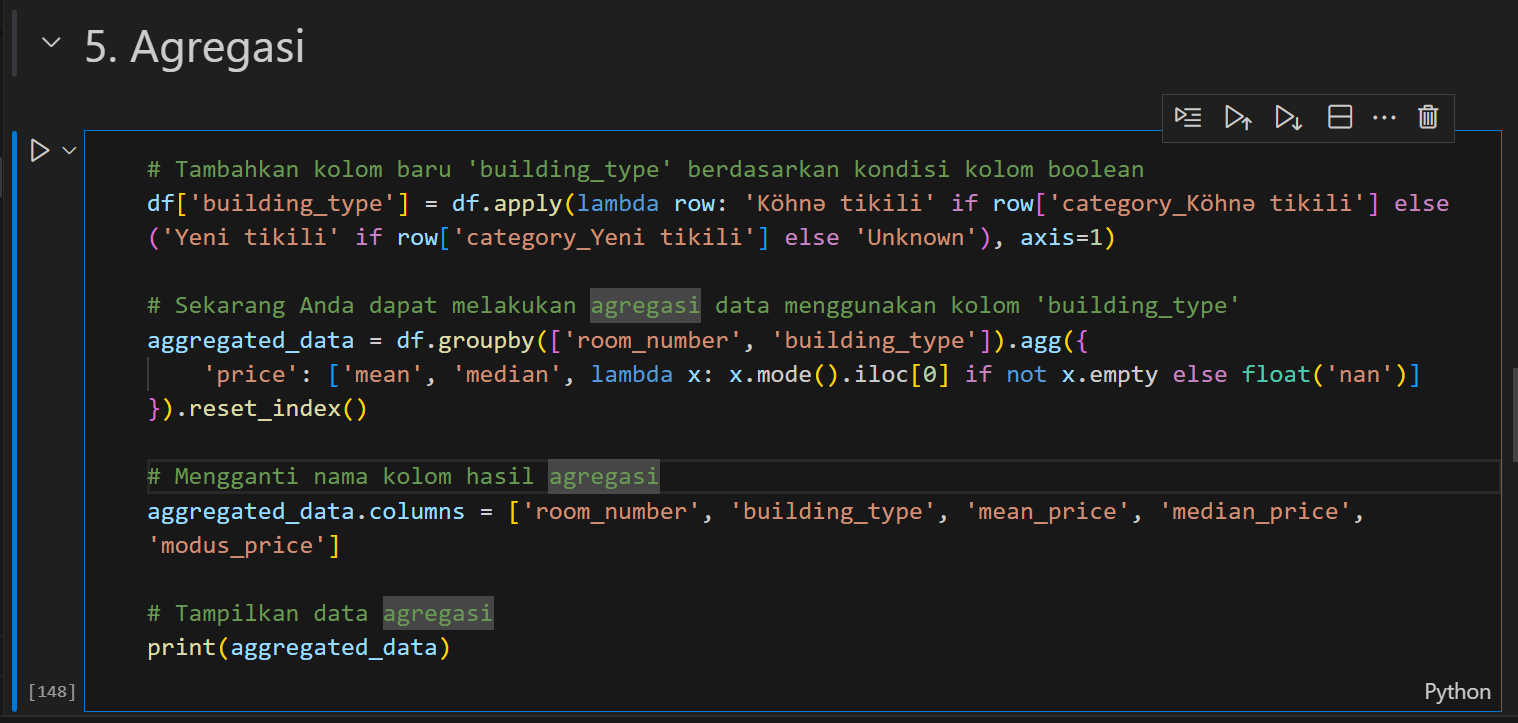 5. Agregasi
# Tambahkan kolom baru 'building_type' berdasarkan kondisi kolom boolean
df['building_type'] = df.apply(lambda row: 'Köhnə tikili' if row['category_Köhnə tikili'] else
('Yeni tikili' if row['category_Yeni tikili'] else 'Unknown'), axis=1)
# Sekarang Anda dapat melakukan agregasi data menggunakan kolom 'building_type'
aggregated_data = df.groupby(['room_number', 'building_type']).agg({
    'price': ['mean', 'median', lambda x: x.mode().iloc[0] if not x.empty else float('nan')]
}).reset_index()
# Mengganti nama kolom hasil agregasi
aggregated_data.columns = ['room_number', 'building_type', 'mean_price', 'median_price',
'modus_price']
# Tampilkan data agregasi
print(aggregated_data)
[148]
Python